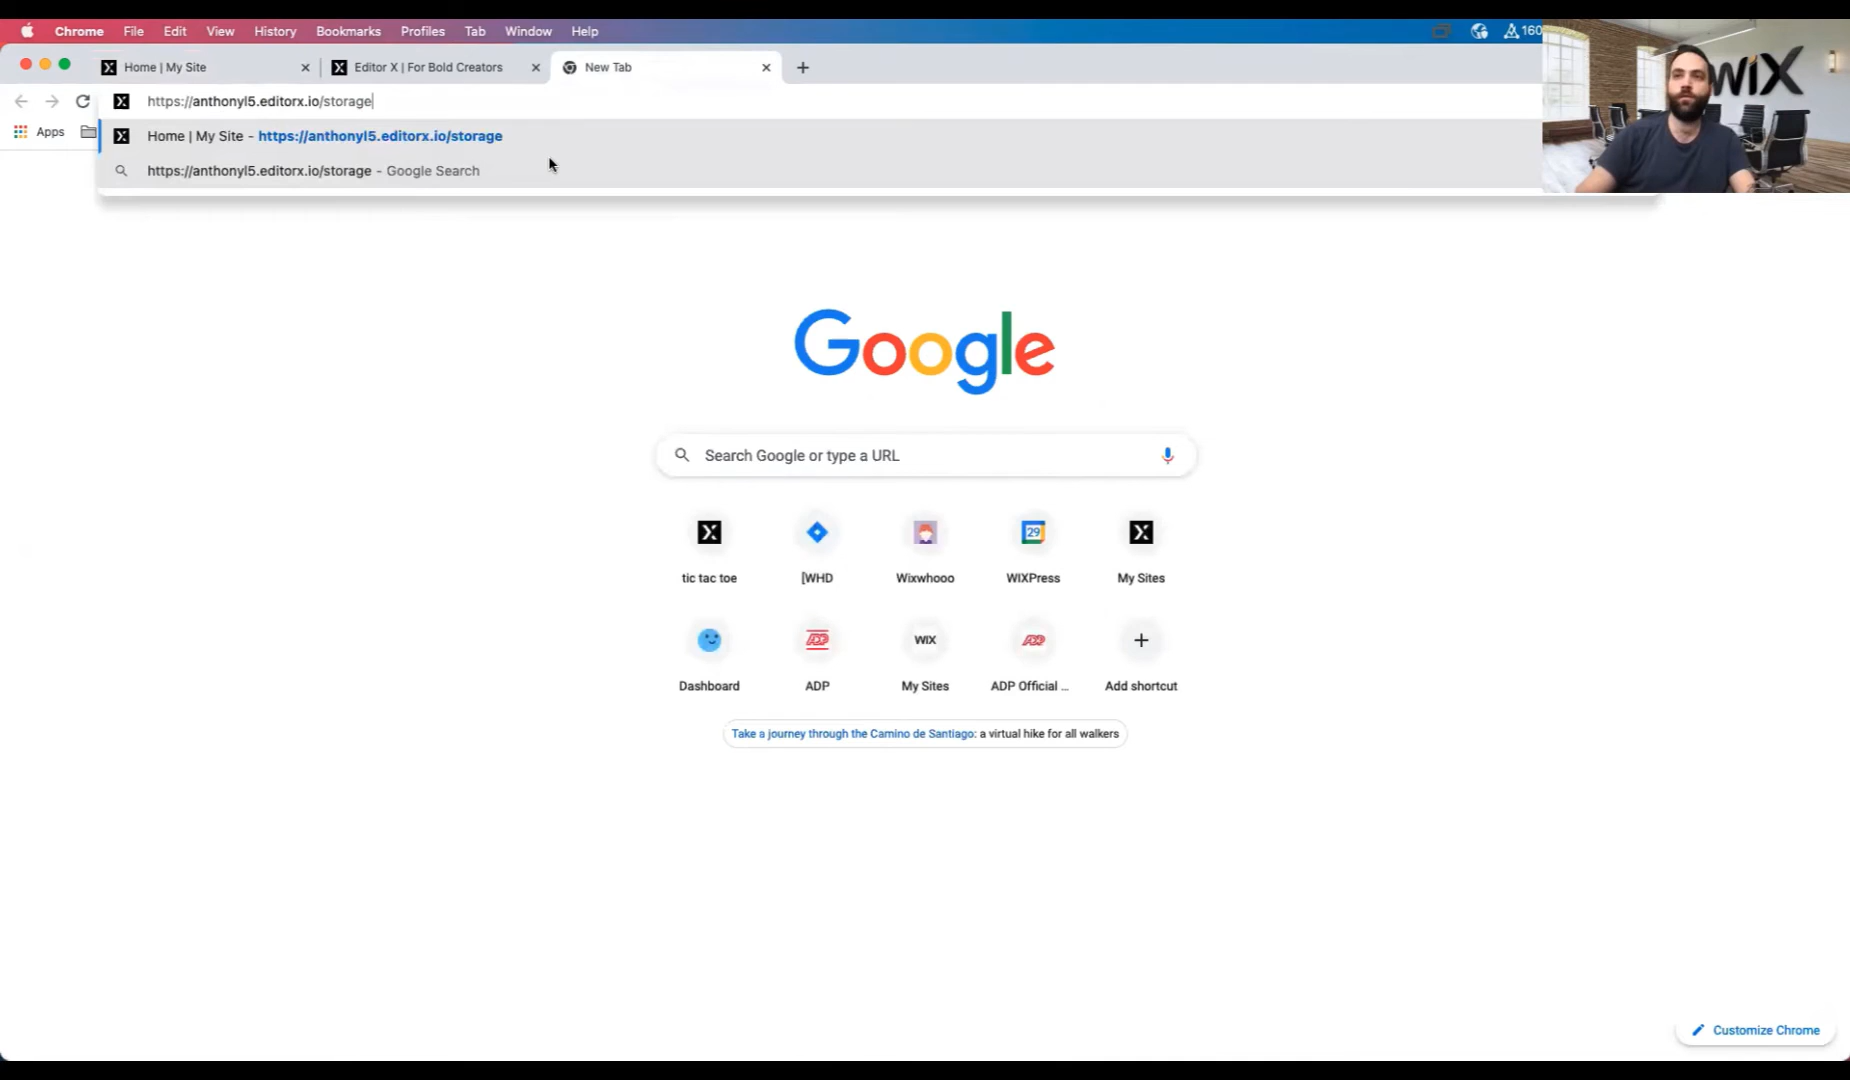 Chrome File Edit View History Bookmarks Profiles Tab Window Help 160
Home | My Site Editor X | For Bold Creators New Tab
https://anthonyl5.editorx.io/storage
Apps
Home | My Site - https://anthonyl5.editorx.io/storage
https://anthonyl5.editorx.io/storage - Google Search
WIX
Google
Search Google or type a URL
29
tic tac toe [WHD Wixwhooo WIXPress My Sites
ADP WIX ADP
Dashboard ADP My Sites ADP Official ... Add shortcut
Take a journey through the Camino de Santiago: a virtual hike for all walkers
Customize Chrome